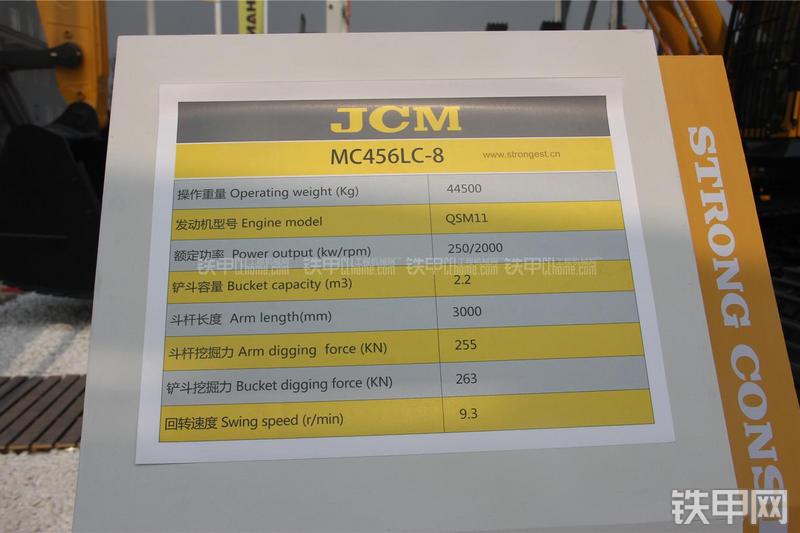 HAN
JCM
MC456LC-8 www.strongest.cn
操作重量 Operating weight (Kg) 44500
发动机型号 Engine model QSM11
额定功率 Power output (kw/rpm) 250/2000
铲斗容量 Bucket capacity (m3) 2.2
斗杆长度 Arm length(mm) 3000
斗杆挖掘力 Arm digging force (KN) 255
铲斗挖掘力 Bucket digging force (KN) 263
回转速度 Swing speed (r/min) 9.3
STRONG CONS
铁甲网